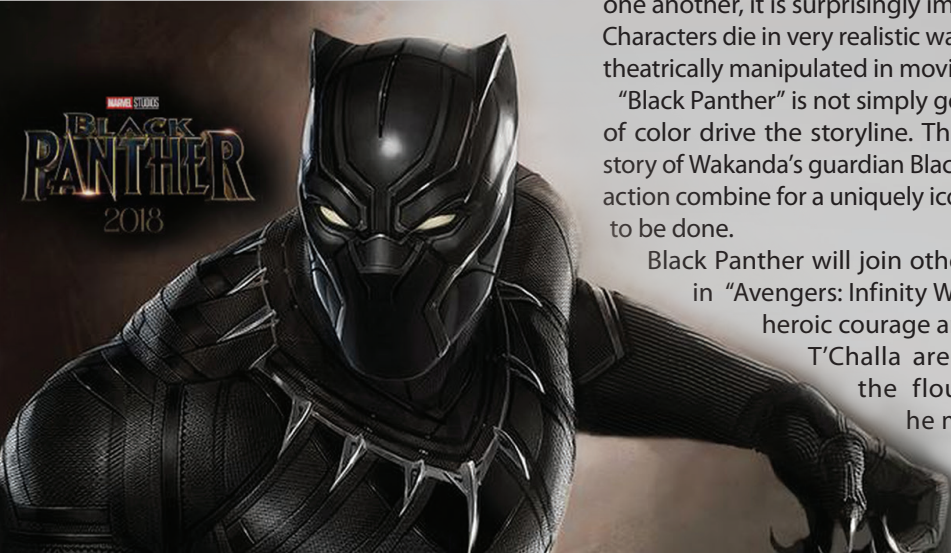 MARVEL STUDIOS
BLACK
PANTHER
2018
one another, it is surprisingly im
Characters die in very realistic wa
theatrically manipulated in movi
“Black Panther” is not simply go
of color drive the storyline. Th
story of Wakanda’s guardian Blac
action combine for a uniquely ico
to be done.
Black Panther will join othe
in “Avengers: Infinity W
heroic courage a
T’Challa are
the flou
he